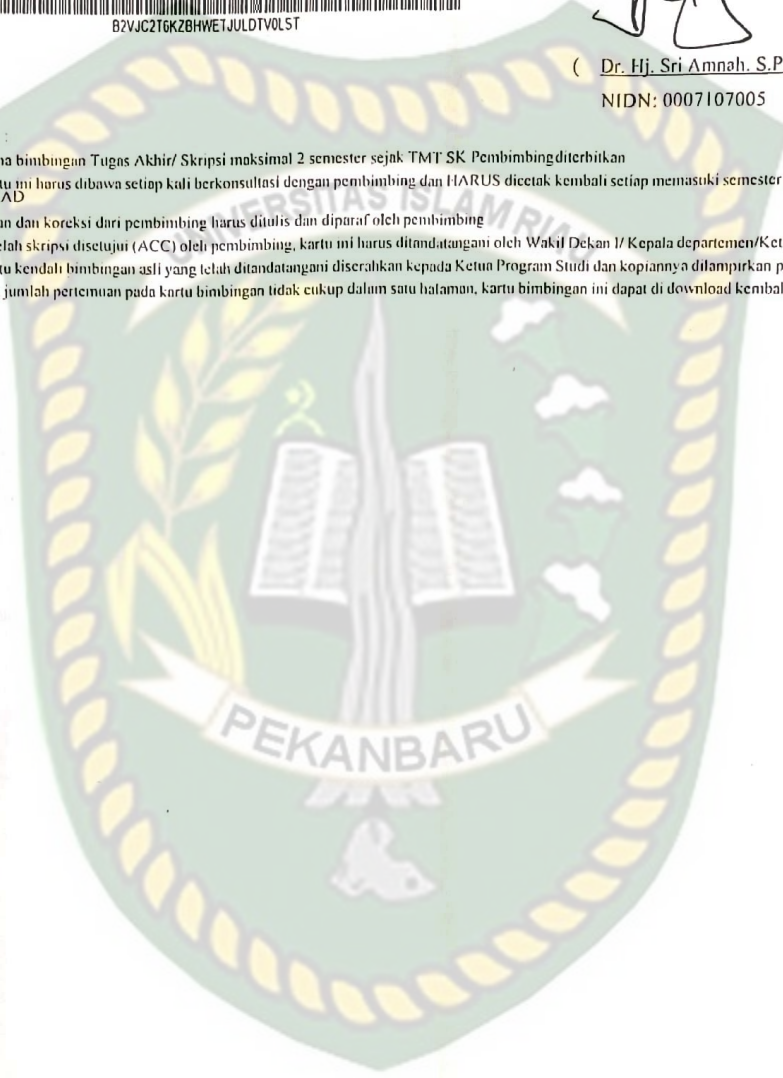 B2VJC2T6KZBHWETJULDTV0LST
( Dr. Hj. Sri Amnah. S.P
NIDN: 0007107005
:
na bimbingan Tugas Akhir/ Skripsi maksimal 2 semester sejak TMT SK Pembimbingditerbitkan
tu ini harus dibawa setiap kali berkonsultasi dengan pembimbing dan HARUS dicetak kembali setiap memasuki semester
AD
an dan koreksi dari pembimbing harus ditulis dan diparaf oleh pembimbing
elah skripsi disetujui (ACC) oleh pembimbing, kartu ini harus ditandatangani oleh Wakil Dekan I/ Kepala departemen/Ket
tu kendali bimbingan asli yang telah ditandatangani diserahkan kepada Ketua Program Studi dan kopiannya dilampirkan p
jumlah pertemuan pada kartu bimbingan tidak cukup dalam satu halaman, kartu bimbingan ini dapat di download kembal
UNIVERSITAS ISLAM RIAU
PEKANBARU